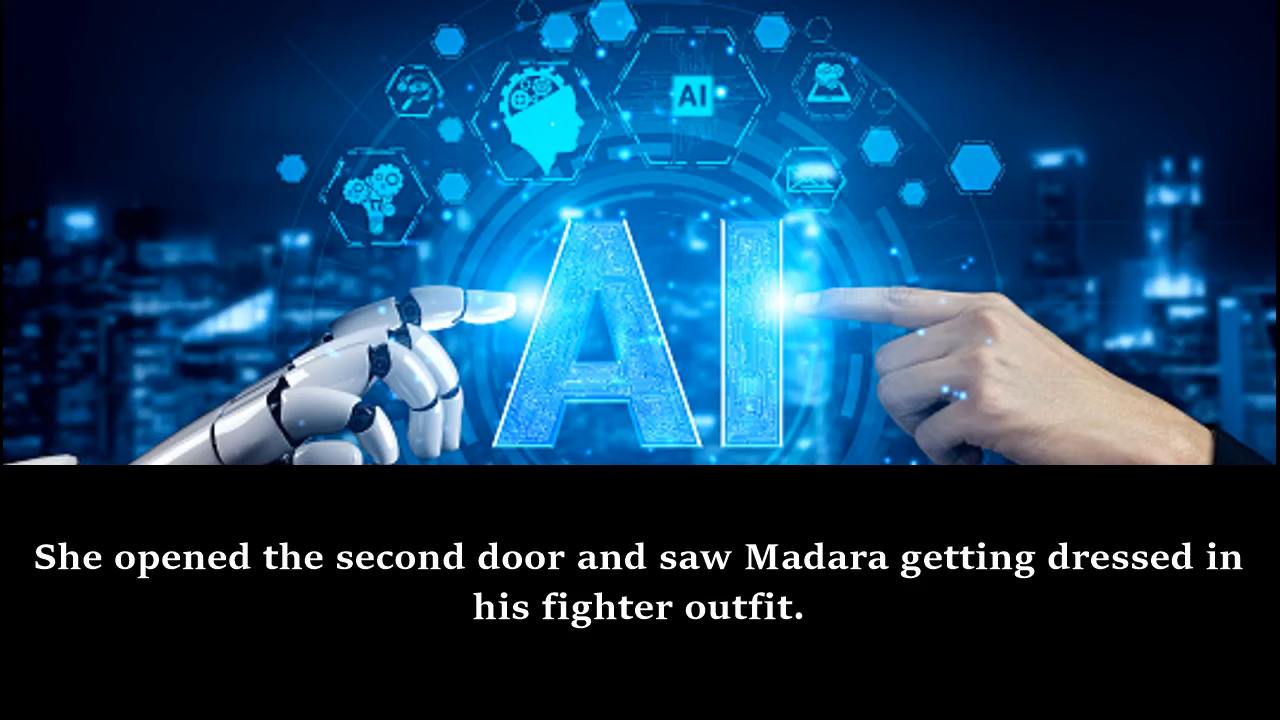 AI
AI
She opened the second door and saw Madara getting dressed in
his fighter outfit.